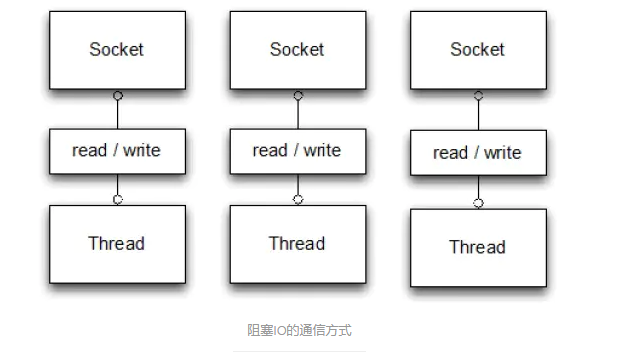 Socket Socket Socket
read / write read / write read / write
Thread Thread Thread
阻塞IO的通信方式